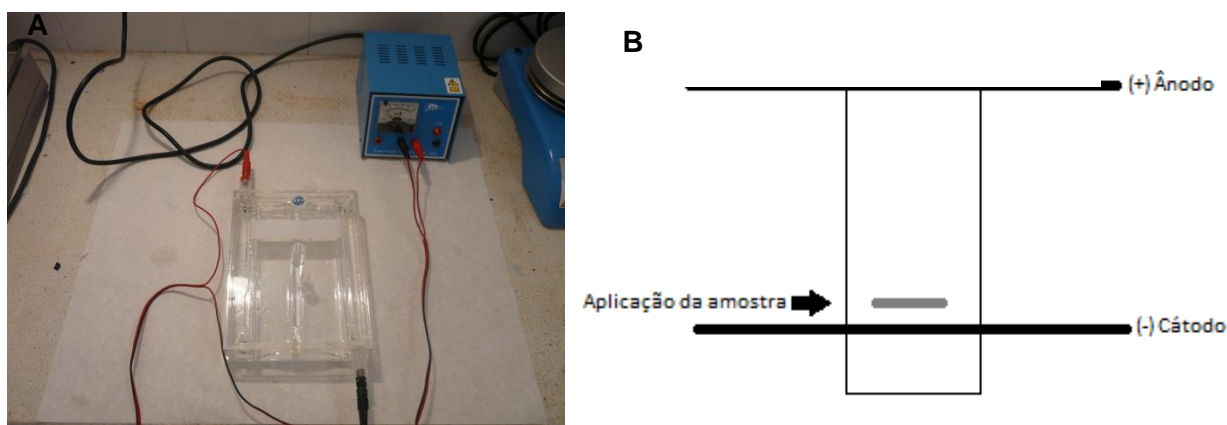 A
B
(+) Ânodo
Aplicação da amostra
(-) Cátodo